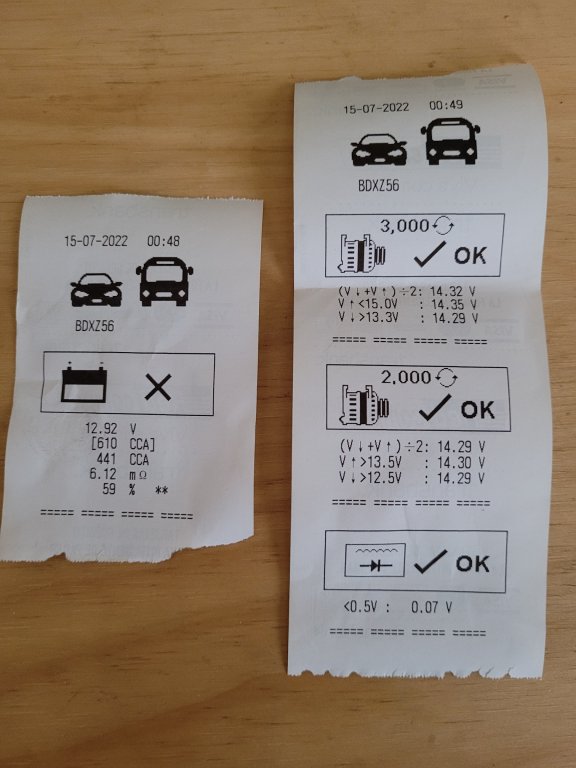 15-07-2022 00:48
BDXZ56
+ -
12.92 V
[610 CCA]
441 CCA
6.12 mΩ
59 % **
===== ===== ===== =====
15-07-2022 00:49
BDXZ56
3,000 OK
(V↓+V↑)÷2: 14.32 V
V↑<15.0V : 14.35 V
V↓>13.3V : 14.29 V
===== ===== ===== =====
2,000 OK
(V↓+V↑)÷2: 14.29 V
V↑>13.5V : 14.30 V
V↓>12.5V : 14.29 V
===== ===== ===== =====
OK
<0.5V : 0.07 V
===== ===== ===== =====